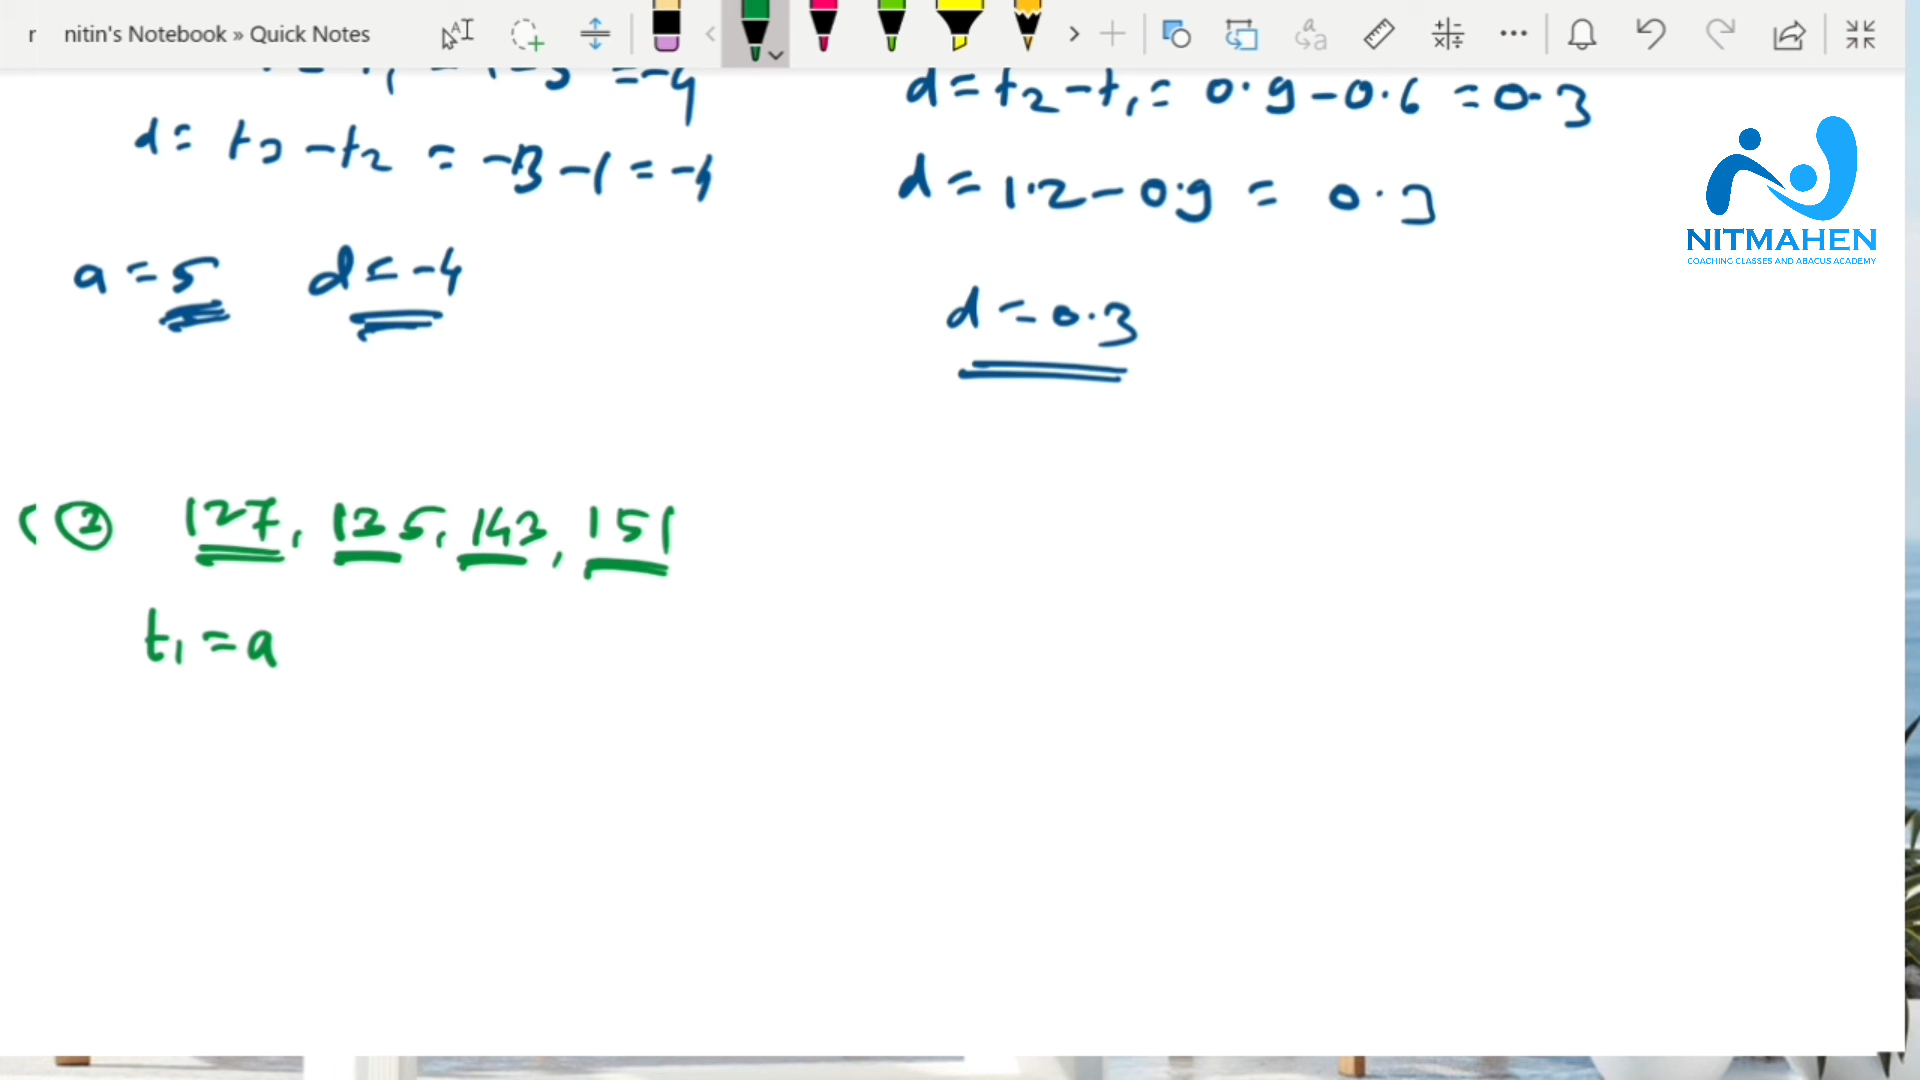 r nitin's Notebook » Quick Notes
= -4
d = t3 - t2 = -3 - 1 = -4
a = 5 d = -4
d = t2 - t1 = 0.9 - 0.6 = 0.3
d = 1.2 - 0.9 = 0.3
d = 0.3
NITMAHEN
COACHING CLASSES AND ABACUS ACADEMY
( 3 127, 135, 143, 151
t1 = a